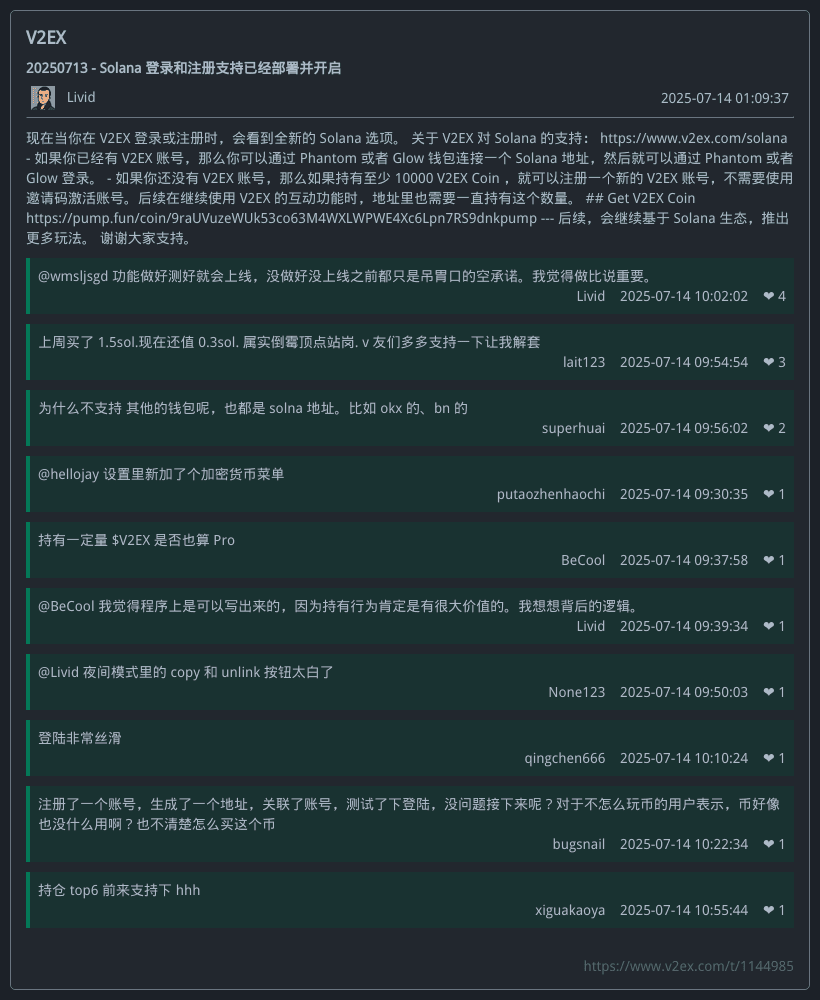 V2EX
20250713 - Solana 登录和注册支持已经部署并开启
Livid 2025-07-14 01:09:37
现在当你在 V2EX 登录或注册时，会看到全新的 Solana 选项。 关于 V2EX 对 Solana 的支持： https://www.v2ex.com/solana
- 如果你已经有 V2EX 账号，那么你可以通过 Phantom 或者 Glow 钱包连接一个 Solana 地址，然后就可以通过 Phantom 或者
Glow 登录。 - 如果你还没有 V2EX 账号，那么如果持有至少 10000 V2EX Coin ，就可以注册一个新的 V2EX 账号，不需要使用
邀请码激活账号。后续在继续使用 V2EX 的互动功能时，地址里也需要一直持有这个数量。 ## Get V2EX Coin
https://pump.fun/coin/9raUVuzeWUk53co63M4WXLWPWE4Xc6Lpn7RS9dnkpump --- 后续，会继续基于 Solana 生态，推出
更多玩法。 谢谢大家支持。
@wmsljsgd 功能做好测好就会上线，没做好没上线之前都只是吊胃口的空承诺。我觉得做比说重要。
Livid 2025-07-14 10:02:02 ❤ 4
上周买了 1.5sol.现在还值 0.3sol. 属实倒霉顶点站岗. v 友们多多支持一下让我解套
lait123 2025-07-14 09:54:54 ❤ 3
为什么不支持 其他的钱包呢，也都是 solna 地址。比如 okx 的、bn 的
superhuai 2025-07-14 09:56:02 ❤ 2
@hellojay 设置里新加了个加密货币菜单
putaozhenhaochi 2025-07-14 09:30:35 ❤ 1
持有一定量 $V2EX 是否也算 Pro
BeCool 2025-07-14 09:37:58 ❤ 1
@BeCool 我觉得程序上是可以写出来的，因为持有行为肯定是有很大价值的。我想想背后的逻辑。
Livid 2025-07-14 09:39:34 ❤ 1
@Livid 夜间模式里的 copy 和 unlink 按钮太白了
None123 2025-07-14 09:50:03 ❤ 1
登陆非常丝滑
qingchen666 2025-07-14 10:10:24 ❤ 1
注册了一个账号，生成了一个地址，关联了账号，测试了下登陆，没问题接下来呢？对于不怎么玩币的用户表示，币好像
也没什么用啊？也不清楚怎么买这个币
bugsnail 2025-07-14 10:22:34 ❤ 1
持仓 top6 前来支持下 hhh
xiguakaoya 2025-07-14 10:55:44 ❤ 1
https://www.v2ex.com/t/1144985